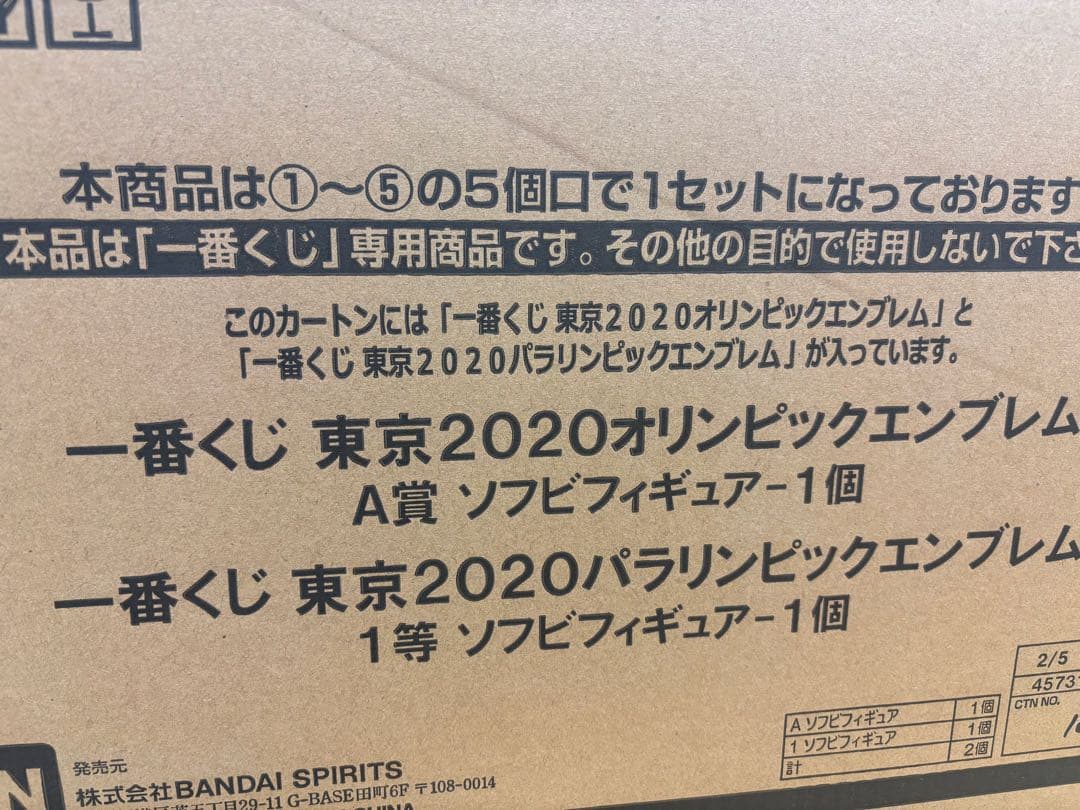 本商品は①〜⑤の5個口で1セットになっております
本品は「一番くじ」専用商品です。その他の目的で使用しないで下さ
このカートンには「一番くじ 東京2020オリンピックエンブレム」と
「一番くじ 東京2020パラリンピックエンブレム」が入っています。
一番くじ 東京2020オリンピックエンブレム
A賞 ソフビフィギュア-1個
一番くじ 東京2020パラリンピックエンブレム
1等 ソフビフィギュア-1個
2/5
45731
CTN NO.
A ソフビフィギュア 1個
1 ソフビフィギュア 1個
計 2個
発売元
株式会社BANDAI SPIRITS
五丁目29-11 G-BASE田町6F 〒108-0014
CHINA